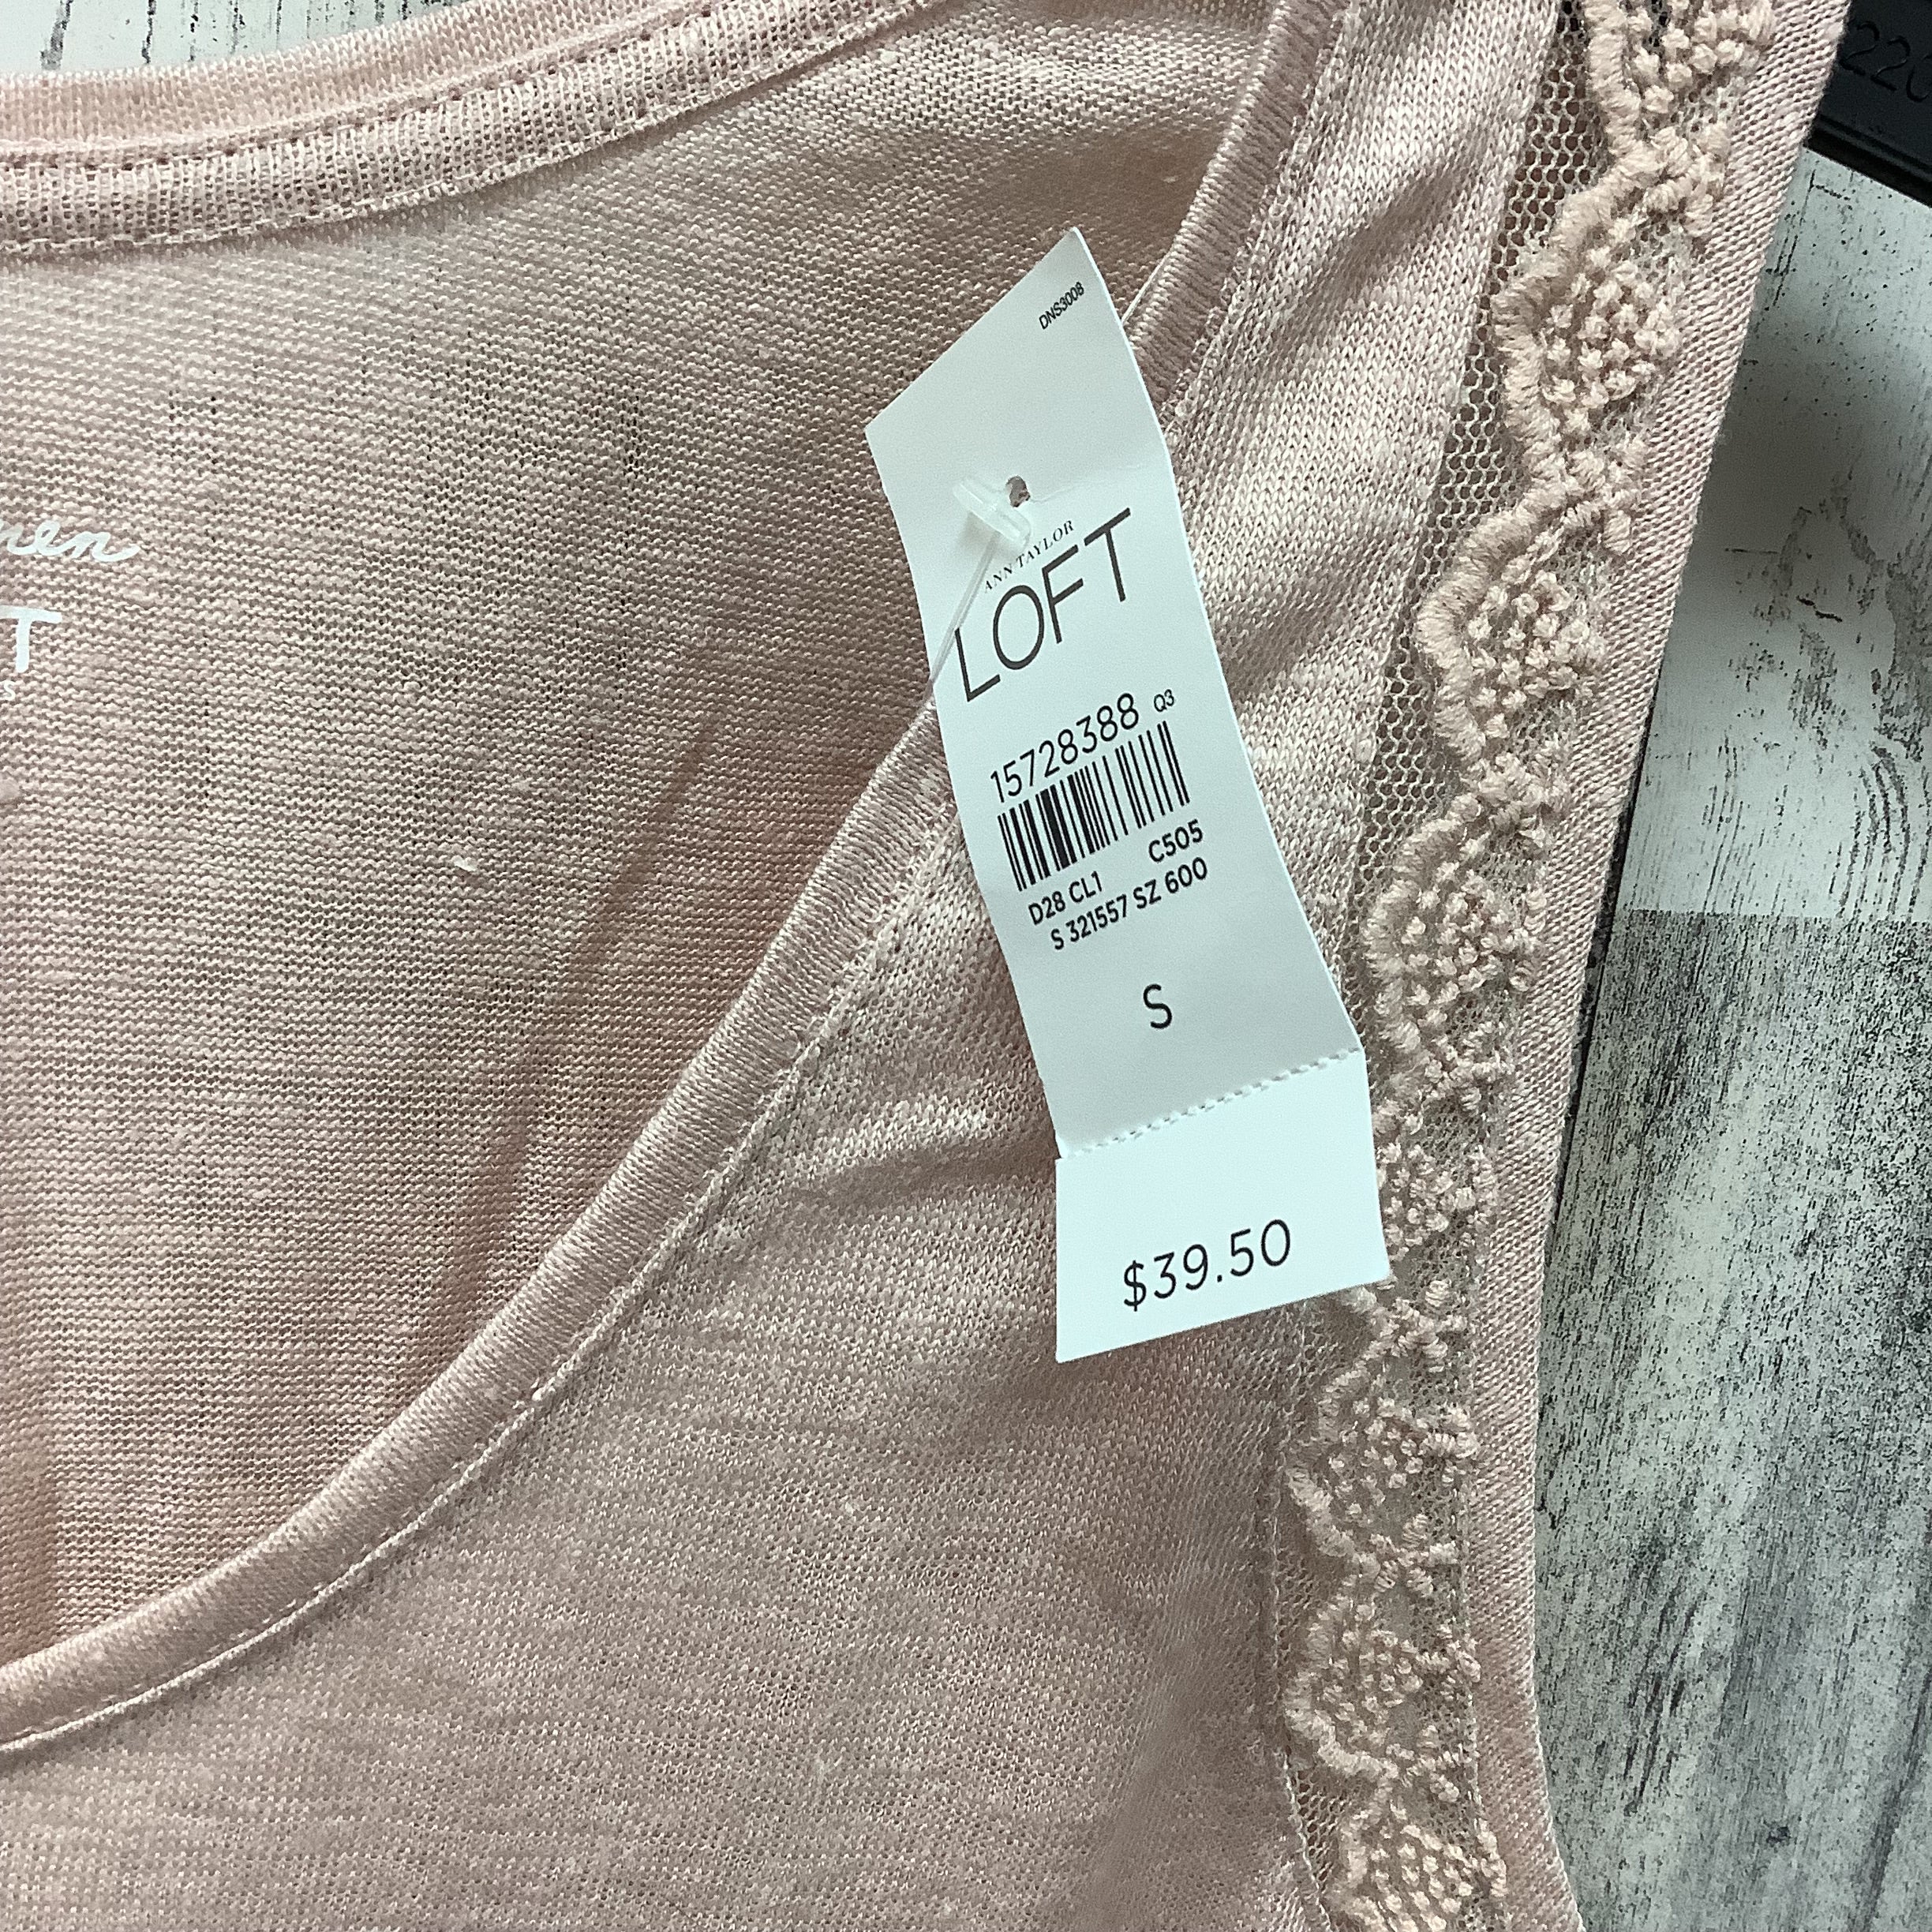 DNS3008
ANN TAYLOR
LOFT
15728388 Q3
D28 CL1 C505
S 321557 SZ 600
S
$39.50